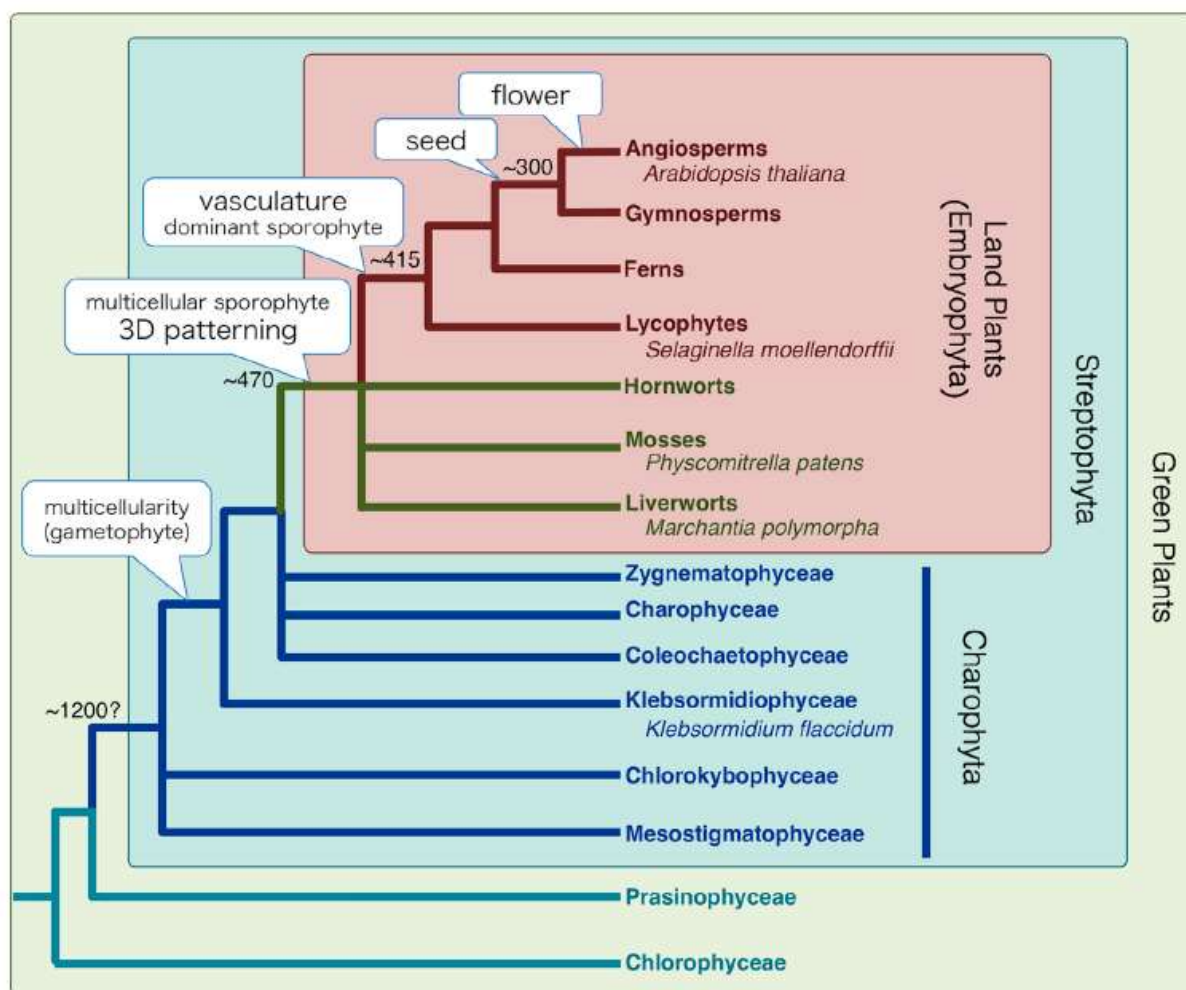 flower
seed
~300
Angiosperms
Arabidopsis thaliana
vasculature
dominant sporophyte
Gymnosperms
~415
Ferns
multicellular sporophyte
3D patterning
Lycophytes
Selaginella moellendorffii
~470
Hornworts
Mosses
Physcomitrella patens
multicellularity
(gametophyte)
Liverworts
Marchantia polymorpha
Land Plants
(Embryophyta)
Zygnematophyceae
Charophyceae
Coleochaetophyceae
~1200?
Klebsormidiophyceae
Klebsormidium flaccidum
Chlorokybophyceae
Mesostigmatophyceae
Charophyta
Streptophyta
Prasinophyceae
Chlorophyceae
Green Plants